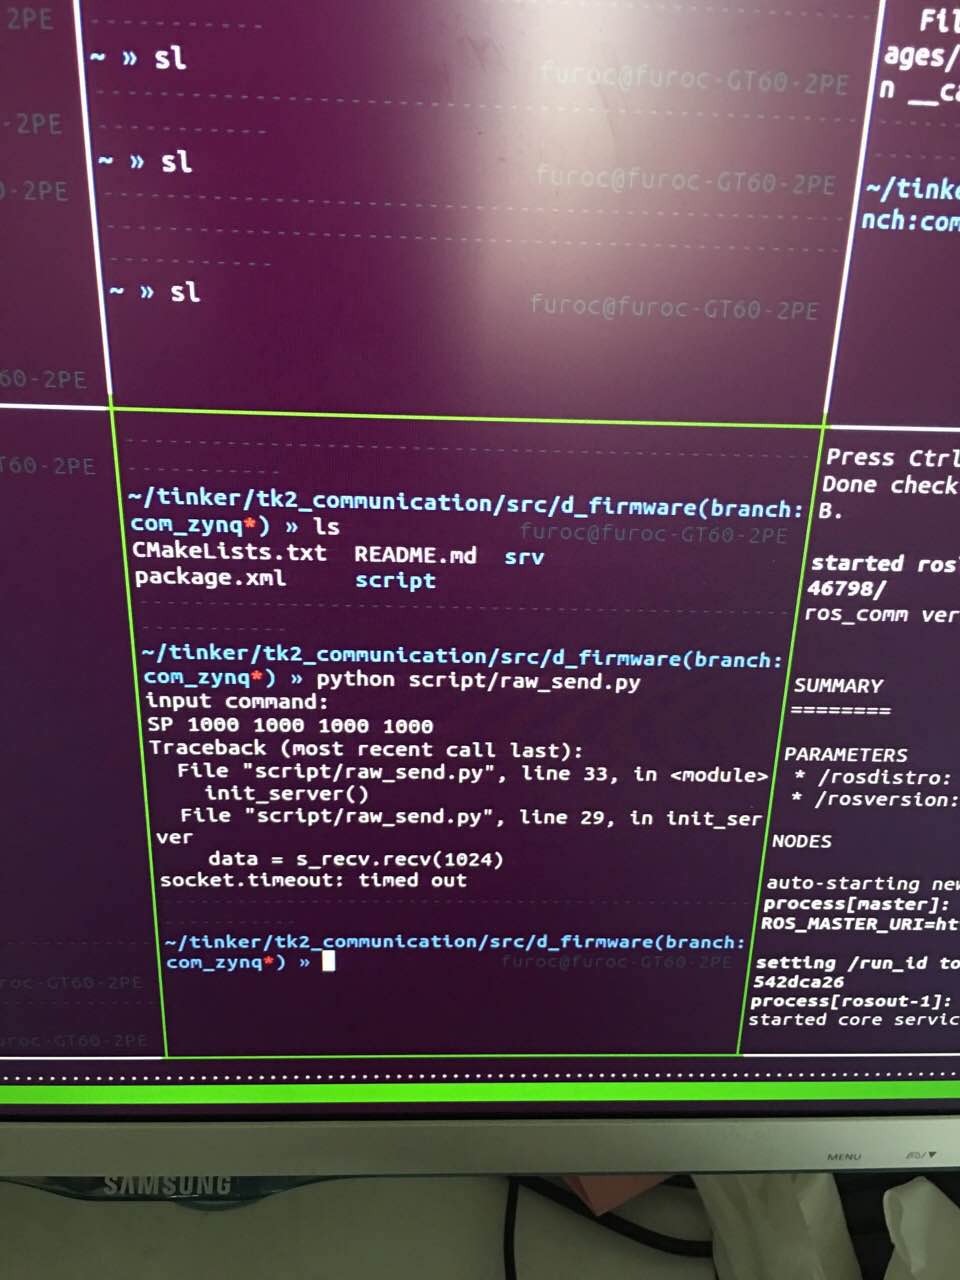 2PE
~ » sl
furoc@furoc-GT60-2PE
-2PE
~ » sl
furoc@furoc-GT60-2PE
0-2PE
~ » sl
furoc@furoc-GT60-2PE
60-2PE
T60-2PE
~/tinker/tk2_communication/src/d_firmware(branch:
com_zynq*) » ls
furoc@furoc-GT60-2PE
CMakeLists.txt README.md srv
package.xml script
~/tinker/tk2_communication/src/d_firmware(branch:
com_zynq*) » python script/raw_send.py
input command:
SP 1000 1000 1000 1000
Traceback (most recent call last):
File "script/raw_send.py", line 33, in <module>
init_server()
File "script/raw_send.py", line 29, in init_ser
ver
data = s_recv.recv(1024)
socket.timeout: timed out
~/tinker/tk2_communication/src/d_firmware(branch:
com_zynq*) »
furoc@furoc-GT60-2PE
roc-GT60-2PE
uroc-GT60-2PE
Fil
ages/
n __ca
~/tinke
nch:com
Press Ctrl
Done check
B.
started ros
46798/
ros_comm ver
SUMMARY
========
PARAMETERS
* /rosdistro:
* /rosversion:
NODES
auto-starting new
process[master]:
ROS_MASTER_URI=ht
setting /run_id to
542dca26
process[rosout-1]:
started core servic
MENU
SAMSUNG